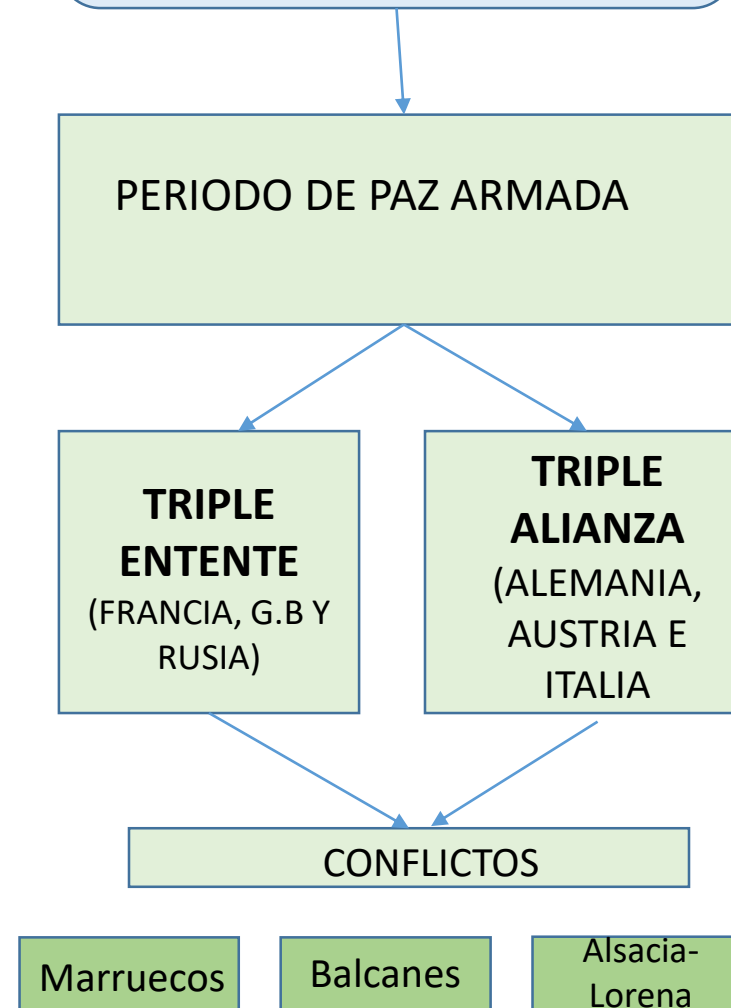 PERIODO DE PAZ ARMADA
TRIPLE
ENTENTE
(FRANCIA, G.B Y
RUSIA)
TRIPLE
ALIANZA
(ALEMANIA,
AUSTRIA E
ITALIA
CONFLICTOS
Marruecos
Balcanes
Alsacia-
Lorena